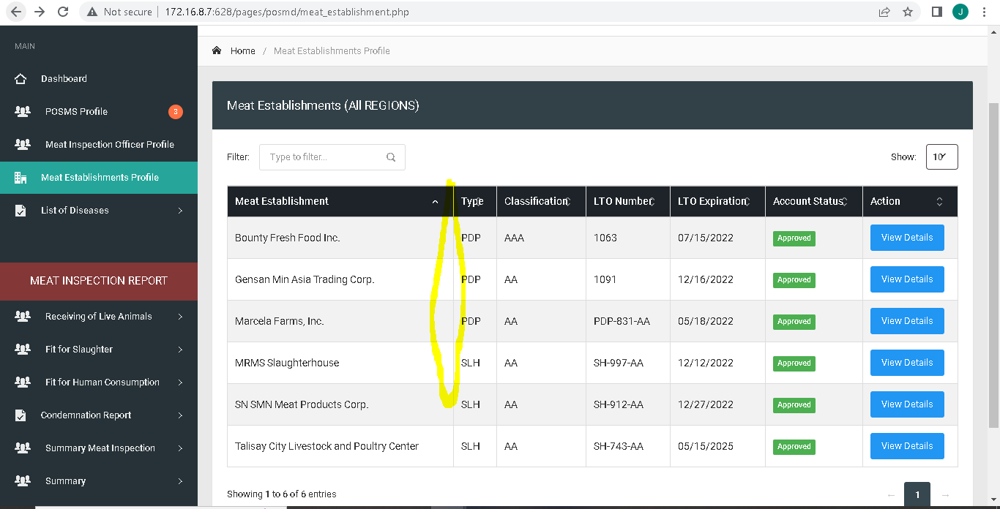 Not secure
172.16.8.7:628/pages/posmd/meat_establishment.php
J
MAIN
Dashboard
POSMS Profile 3
Meat Inspection Officer Profile
Meat Establishments Profile
List of Diseases
MEAT INSPECTION REPORT
Receiving of Live Animals
Fit for Slaughter
Fit for Human Consumption
Condemnation Report
Summary Meat Inspection
Summary
Home / Meat Establishments Profile
Meat Establishments (All REGIONS)
Filter: Type to filter... Show: 10
Meat Establishment Type Classification LTO Number LTO Expiration Account Status Action
Bounty Fresh Food Inc. PDP AAA 1063 07/15/2022 Approved View Details
Gensan Min Asia Trading Corp. PDP AA 1091 12/16/2022 Approved View Details
Marcela Farms, Inc. PDP AA PDP-831-AA 05/18/2022 Approved View Details
MRMS Slaughterhouse SLH AA SH-997-AA 12/12/2022 Approved View Details
SN SMN Meat Products Corp. SLH AA SH-912-AA 12/27/2022 Approved View Details
Talisay City Livestock and Poultry Center SLH AA SH-743-AA 05/15/2025 Approved View Details
Showing 1 to 6 of 6 entries ← 1 →